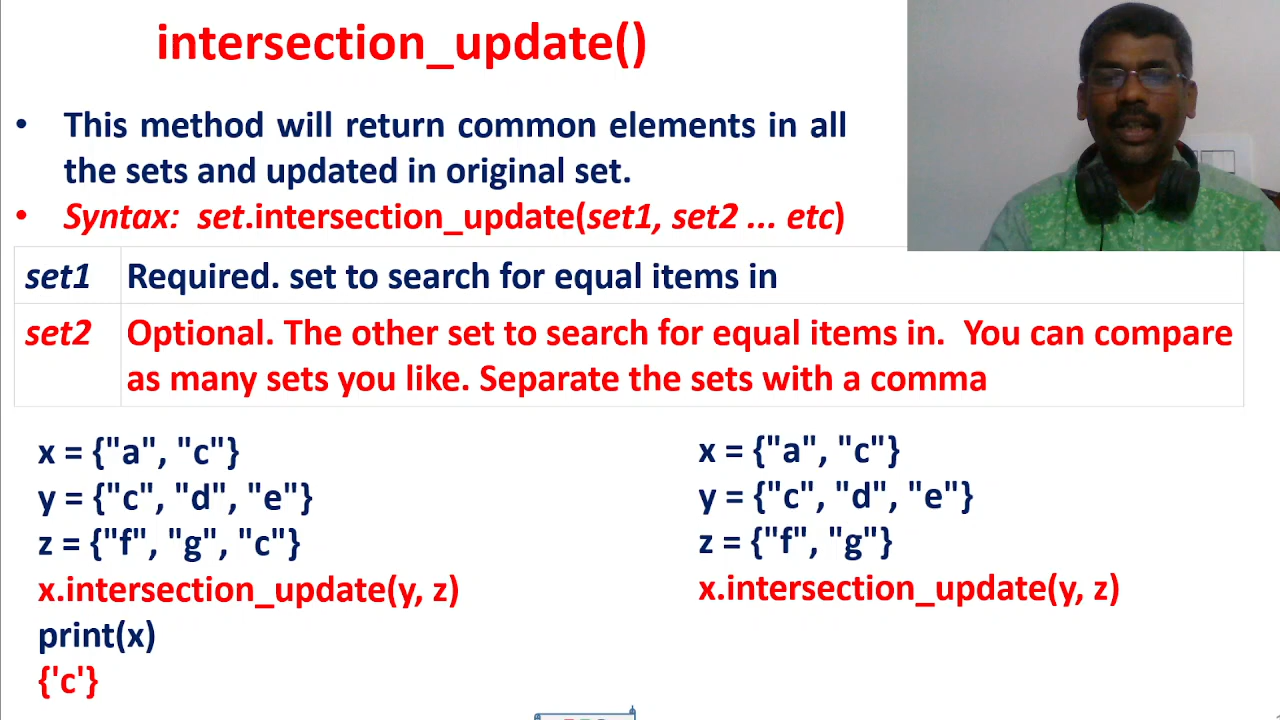 intersection_update()
• This method will return common elements in all
the sets and updated in original set.
• Syntax: set.intersection_update(set1, set2 ... etc)
set1 Required. set to search for equal items in
set2 Optional. The other set to search for equal items in. You can compare
as many sets you like. Separate the sets with a comma
x = {"a", "c"}
y = {"c", "d", "e"}
z = {"f", "g", "c"}
x.intersection_update(y, z)
print(x)
{'c'}
x = {"a", "c"}
y = {"c", "d", "e"}
z = {"f", "g"}
x.intersection_update(y, z)